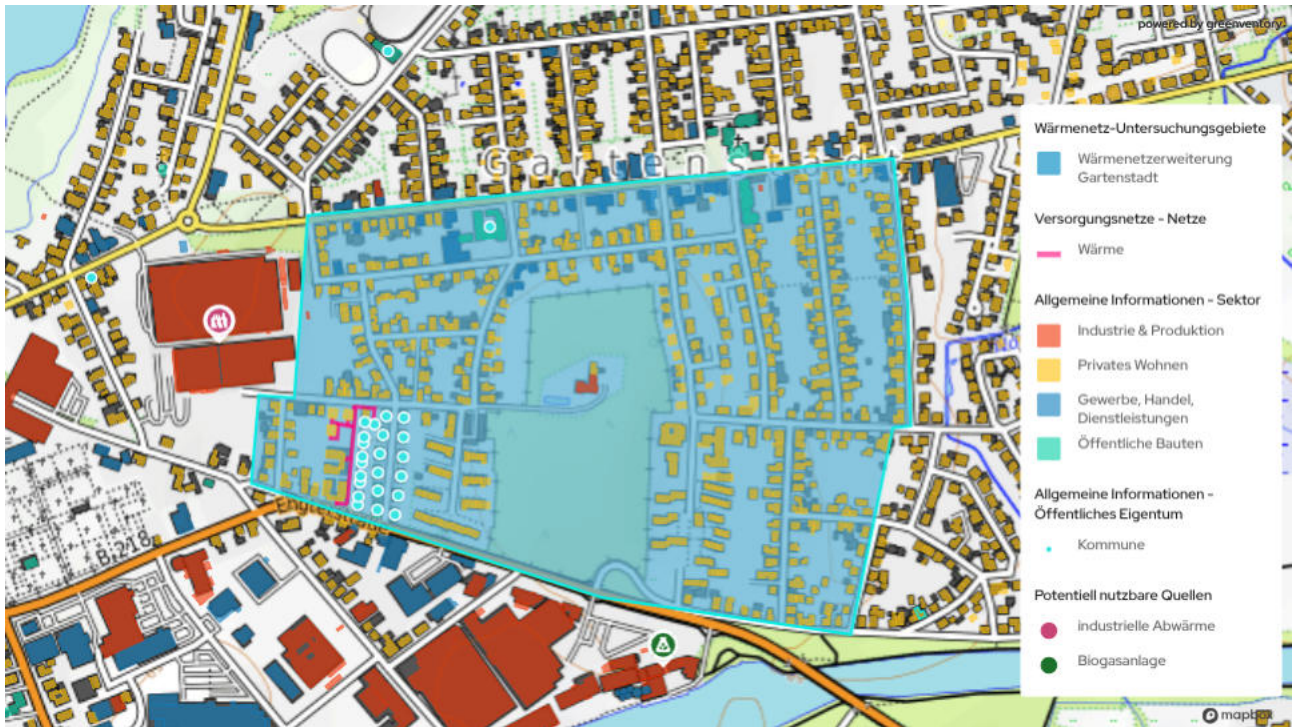 powered by greenventory
Gartenstadt
Wärmenetz-Untersuchungsgebiete
Wärmenetzerweiterung
Gartenstadt
Versorgungsnetze - Netze
Wärme
Allgemeine Informationen - Sektor
Industrie & Produktion
Privates Wohnen
Gewerbe, Handel,
Dienstleistungen
Öffentliche Bauten
Allgemeine Informationen -
Öffentliches Eigentum
Kommune
Potentiell nutzbare Quellen
industrielle Abwärme
Biogasanlage
B 218
mapbox